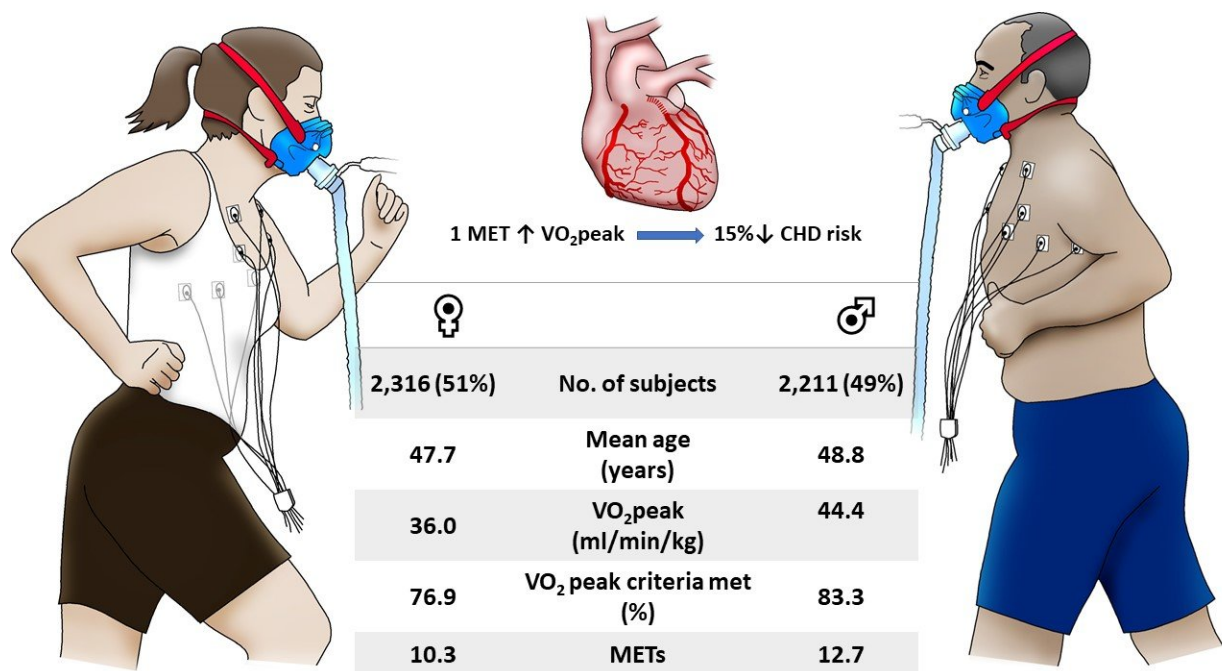 1 MET ↑ VO₂peak → 15%↓ CHD risk
♀ ♂
2,316 (51%) No. of subjects 2,211 (49%)
47.7 Mean age (years) 48.8
36.0 VO₂peak (ml/min/kg) 44.4
76.9 VO₂ peak criteria met (%) 83.3
10.3 METs 12.7